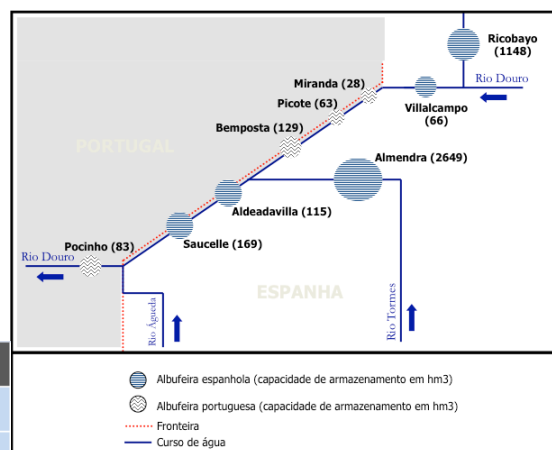 Ricobayo
(1148)
Rio Douro
Miranda (28)
Villalcampo
(66)
Picote (63)
Bemposta (129)
PORTUGAL
Almendra (2649)
Aldeadavilla (115)
Saucelle (169)
Pocinho (83)
Rio Douro
ESPANHA
Rio Águeda
Rio Tormes
Albufeira espanhola (capacidade de armazenamento em hm3)
Albufeira portuguesa (capacidade de armazenamento em hm3)
Fronteira
Curso de água